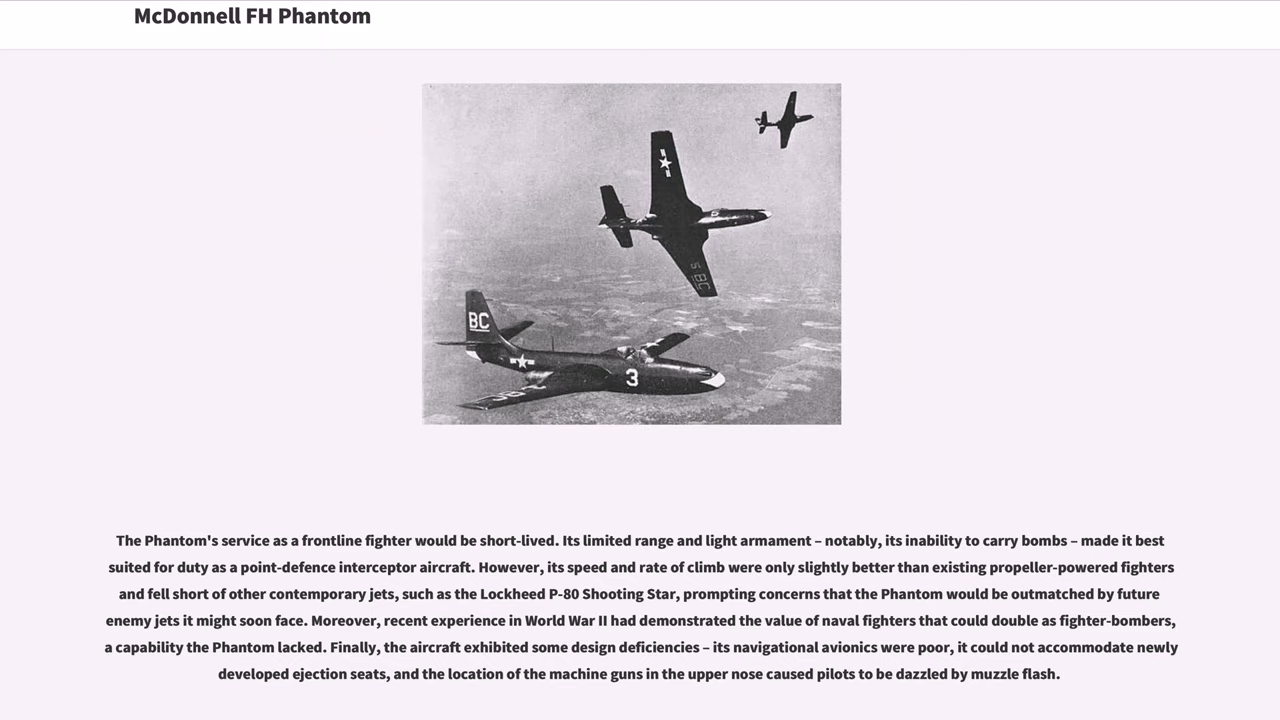 McDonnell FH Phantom
BC
3
5 BC
The Phantom's service as a frontline fighter would be short-lived. Its limited range and light armament – notably, its inability to carry bombs – made it best
suited for duty as a point-defence interceptor aircraft. However, its speed and rate of climb were only slightly better than existing propeller-powered fighters
and fell short of other contemporary jets, such as the Lockheed P-80 Shooting Star, prompting concerns that the Phantom would be outmatched by future
enemy jets it might soon face. Moreover, recent experience in World War II had demonstrated the value of naval fighters that could double as fighter-bombers,
a capability the Phantom lacked. Finally, the aircraft exhibited some design deficiencies – its navigational avionics were poor, it could not accommodate newly
developed ejection seats, and the location of the machine guns in the upper nose caused pilots to be dazzled by muzzle flash.